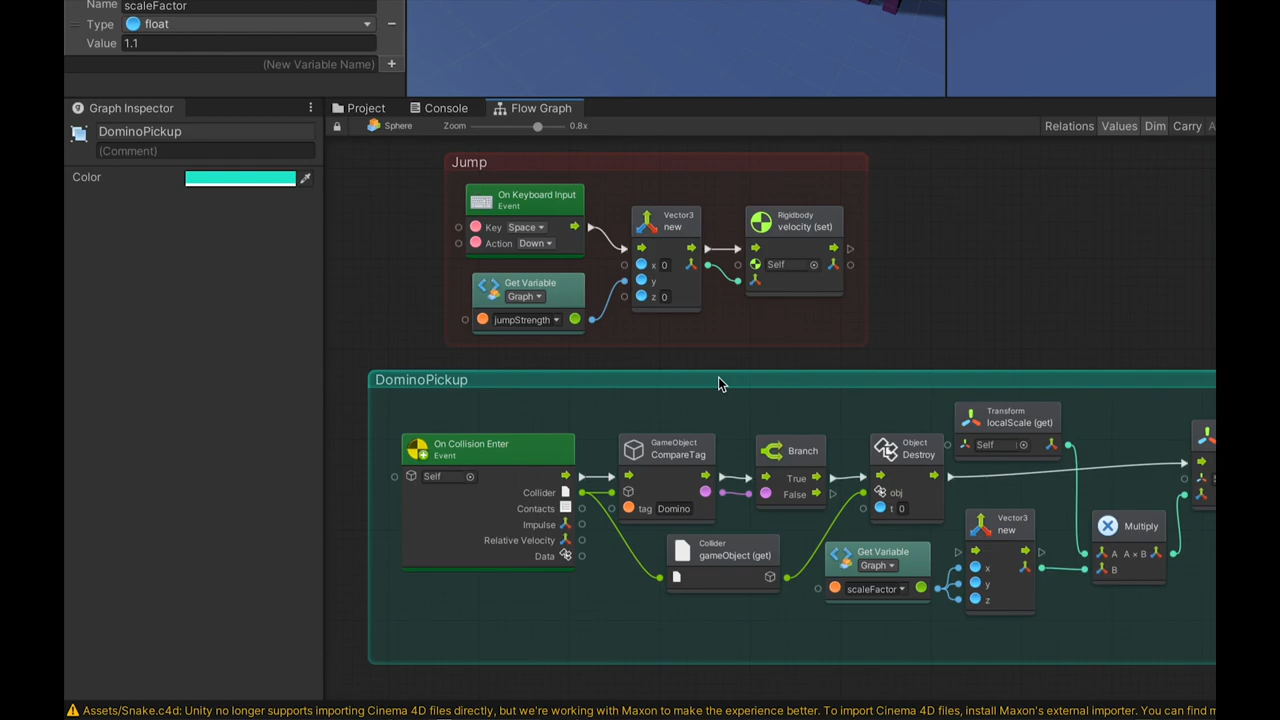 Name scaleFactor
Type float
Value 1.1
(New Variable Name) +
Graph Inspector
DominoPickup
(Comment)
Color
Project Console Flow Graph
Sphere Zoom 0.8x Relations Values Dim Carry
Jump
On Keyboard Input
Event
Key Space
Action Down
Get Variable
Graph
jumpStrength
Vector3
new
x 0
y
z 0
Rigidbody
velocity (set)
Self
DominoPickup
On Collision Enter
Event
Self
Collider
Contacts
Impulse
Relative Velocity
Data
GameObject
CompareTag
tag Domino
Collider
gameObject (get)
Branch
True
False
Object
Destroy
obj
t 0
Transform
localScale (get)
Self
Get Variable
Graph
scaleFactor
Vector3
new
x
y
z
Multiply
A A × B
B
Assets/Snake.c4d: Unity no longer supports importing Cinema 4D files directly, but we're working with Maxon to make the experience better. To import Cinema 4D files, install Maxon's external importer. You can find m